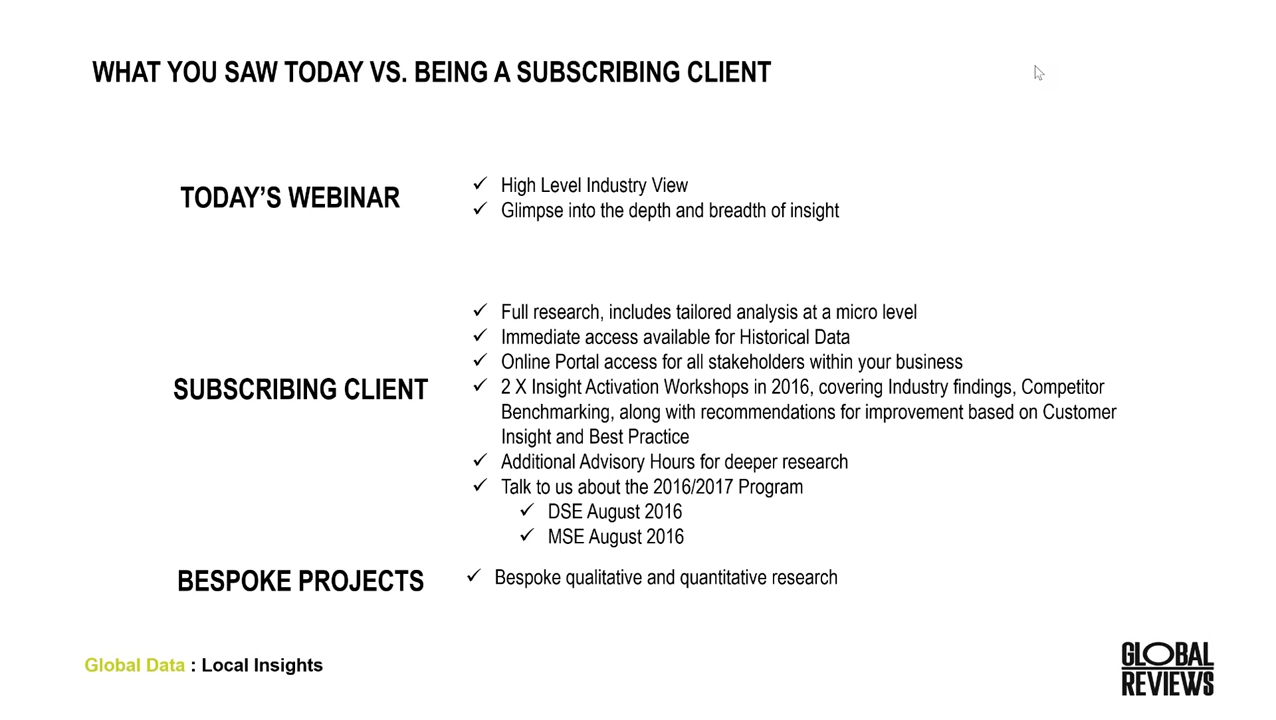 WHAT YOU SAW TODAY VS. BEING A SUBSCRIBING CLIENT
TODAY'S WEBINAR
✓ High Level Industry View
✓ Glimpse into the depth and breadth of insight
SUBSCRIBING CLIENT
✓ Full research, includes tailored analysis at a micro level
✓ Immediate access available for Historical Data
✓ Online Portal access for all stakeholders within your business
✓ 2 X Insight Activation Workshops in 2016, covering Industry findings, Competitor
Benchmarking, along with recommendations for improvement based on Customer
Insight and Best Practice
✓ Additional Advisory Hours for deeper research
✓ Talk to us about the 2016/2017 Program
✓ DSE August 2016
✓ MSE August 2016
BESPOKE PROJECTS
✓ Bespoke qualitative and quantitative research
Global Data : Local Insights
GLOBAL
REVIEWS